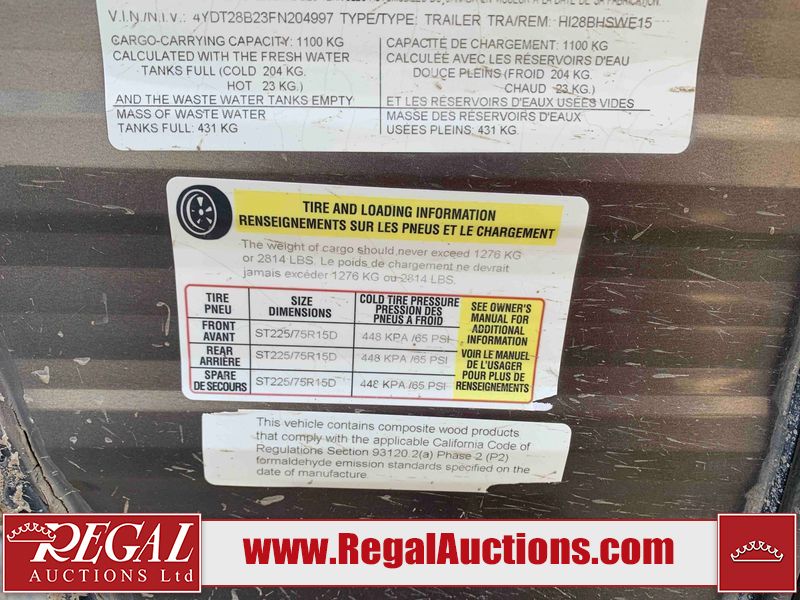 V.I.N./N.I.V.: 4YDT28B23FN204997 TYPE/TYPE: TRAILER TRA/REM: HI28BHSWE15
CARGO-CARRYING CAPACITY: 1100 KG
CALCULATED WITH THE FRESH WATER
TANKS FULL (COLD 204 KG.
HOT 23 KG.)
AND THE WASTE WATER TANKS EMPTY
MASS OF WASTE WATER
TANKS FULL: 431 KG
CAPACITÉ DE CHARGEMENT: 1100 KG
CALCULÉE AVEC LES RÉSERVOIRS D'EAU
DOUCE PLEINS (FROID 204 KG.
CHAUD 23 KG.)
ET LES RÉSERVOIRS D'EAUX USÉES VIDES
MASSE DES RÉSERVOIRS D'EAUX
USÉES PLEINS: 431 KG.
TIRE AND LOADING INFORMATION
RENSEIGNEMENTS SUR LES PNEUS ET LE CHARGEMENT
The weight of cargo should never exceed 1276 KG
or 2814 LBS. Le poids de chargement ne devrait
jamais excéder 1276 KG ou 2814 LBS.
TIRE
PNEU
SIZE
DIMENSIONS
COLD TIRE PRESSURE
PRESSION DES
PNEUS A FROID
FRONT
AVANT
ST225/75R15D
448 KPA /65 PSI
REAR
ARRIÈRE
ST225/75R15D
448 KPA /65 PSI
SPARE
DE SECOURS
ST225/75R15D
448 KPA /65 PSI
SEE OWNER'S
MANUAL FOR
ADDITIONAL
INFORMATION
VOIR LE MANUEL
DE L'USAGER
POUR PLUS DE
RENSEIGNEMENTS
This vehicle contains composite wood products
that comply with the applicable California Code of
Regulations Section 93120.2(a) Phase 2 (P2)
formaldehyde emission standards specified on the
date of manufacture.
REGAL
AUCTIONS Ltd
www.RegalAuctions.com